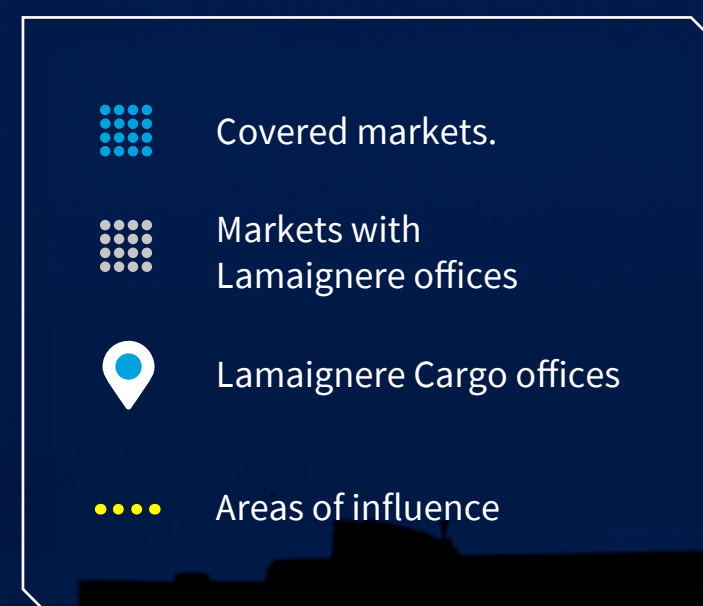 Covered markets.
Markets with
Lamaignere offices
Lamaignere Cargo offices
Areas of influence